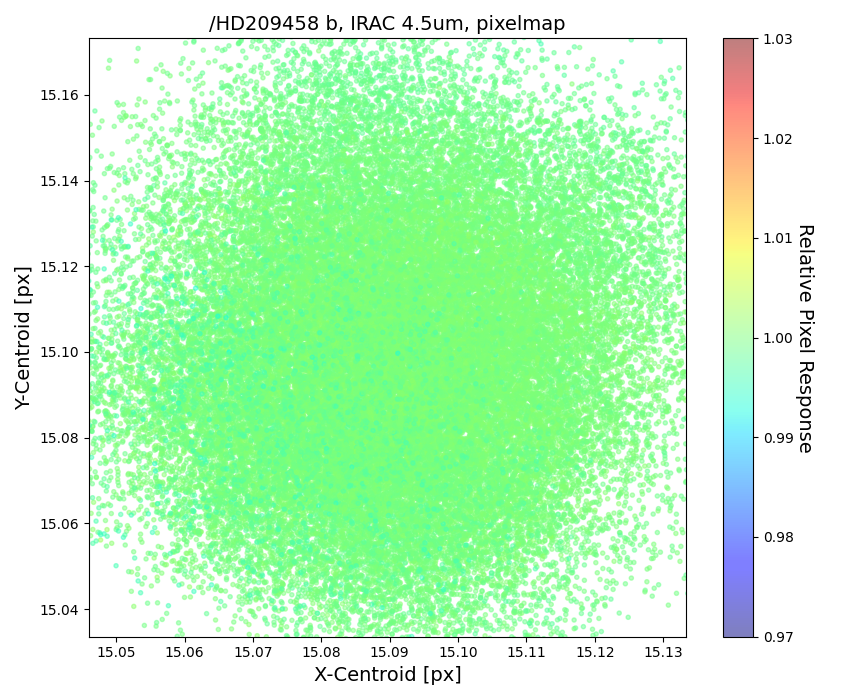 /HD209458 b, IRAC 4.5um, pixelmap
15.16
15.14
15.12
15.10
15.08
15.06
15.04
Y-Centroid [px]
15.05 15.06 15.07 15.08 15.09 15.10 15.11 15.12 15.13
X-Centroid [px]
1.03
1.02
1.01
1.00
0.99
0.98
0.97
Relative Pixel Response